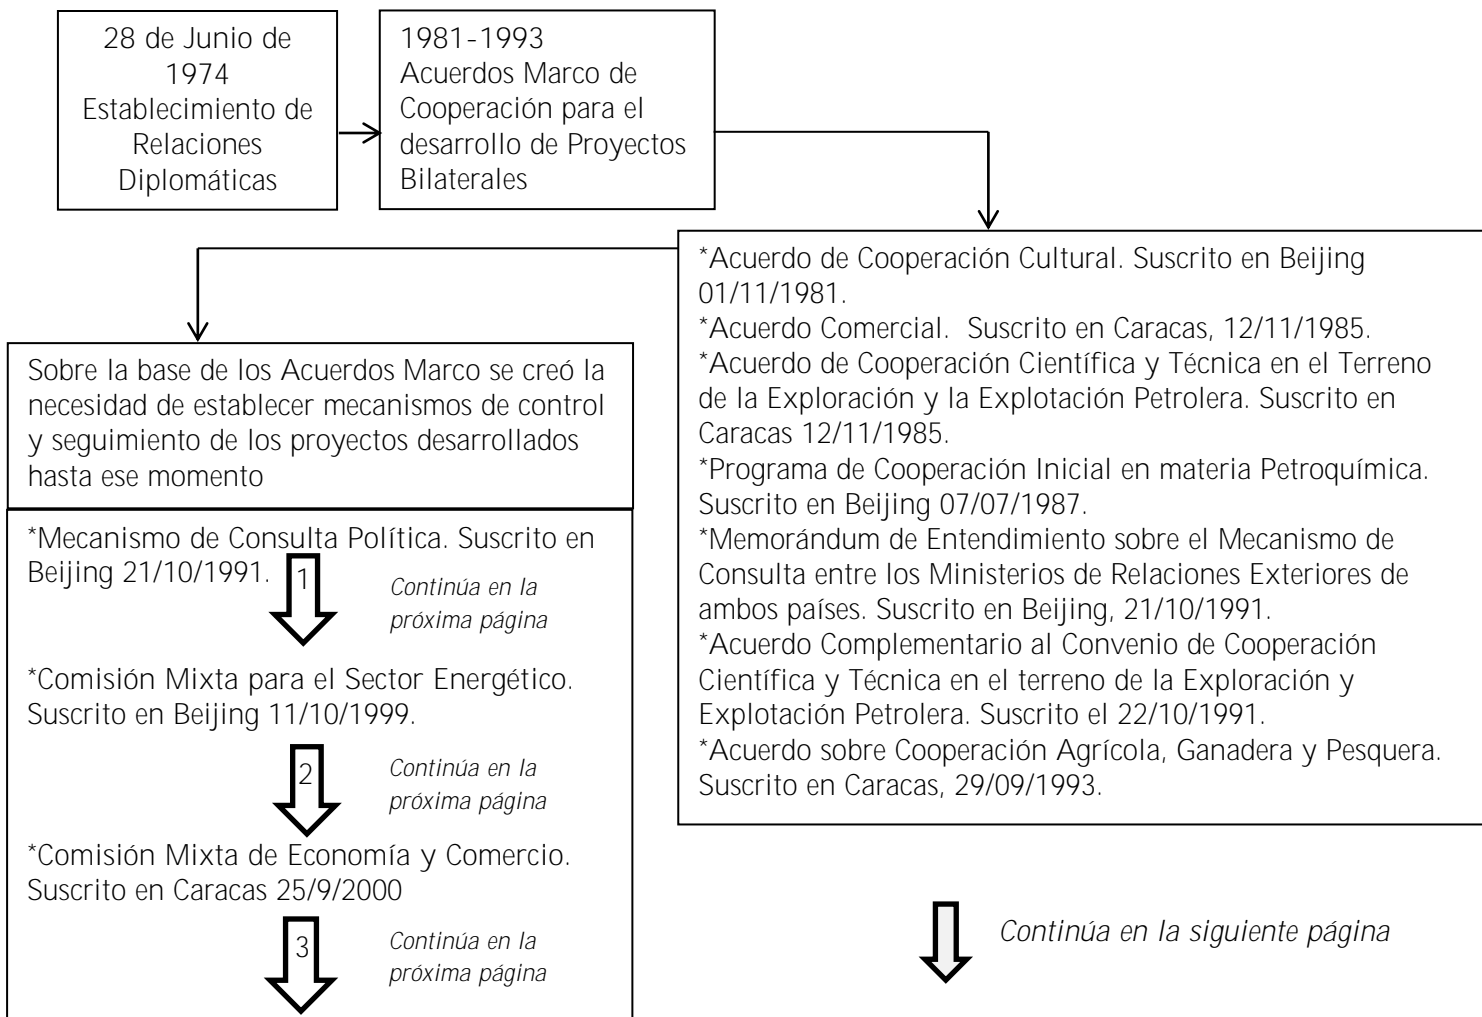 28 de Junio de
1974
Establecimiento de
Relaciones
Diplomáticas
1981-1993
Acuerdos Marco de
Cooperación para el
desarrollo de Proyectos
Bilaterales
*Acuerdo de Cooperación Cultural. Suscrito en Beijing
01/11/1981.
*Acuerdo Comercial.  Suscrito en Caracas, 12/11/1985.
*Acuerdo de Cooperación Científica y Técnica en el Terreno
de la Exploración y la Explotación Petrolera. Suscrito en
Caracas 12/11/1985.
*Programa de Cooperación Inicial en materia Petroquímica.
Suscrito en Beijing 07/07/1987.
*Memorándum de Entendimiento sobre el Mecanismo de
Consulta entre los Ministerios de Relaciones Exteriores de
ambos países. Suscrito en Beijing, 21/10/1991.
*Acuerdo Complementario al Convenio de Cooperación
Científica y Técnica en el terreno de la Exploración y
Explotación Petrolera. Suscrito el 22/10/1991.
*Acuerdo sobre Cooperación Agrícola, Ganadera y Pesquera.
Suscrito en Caracas, 29/09/1993.
Sobre la base de los Acuerdos Marco se creó la
necesidad de establecer mecanismos de control
y seguimiento de los proyectos desarrollados
hasta ese momento
*Mecanismo de Consulta Política. Suscrito en
Beijing 21/10/1991.
1
Continúa en la
próxima página
*Comisión Mixta para el Sector Energético.
Suscrito en Beijing 11/10/1999.
2
Continúa en la
próxima página
*Comisión Mixta de Economía y Comercio.
Suscrito en Caracas 25/9/2000
3
Continúa en la
próxima página
Continúa en la siguiente página